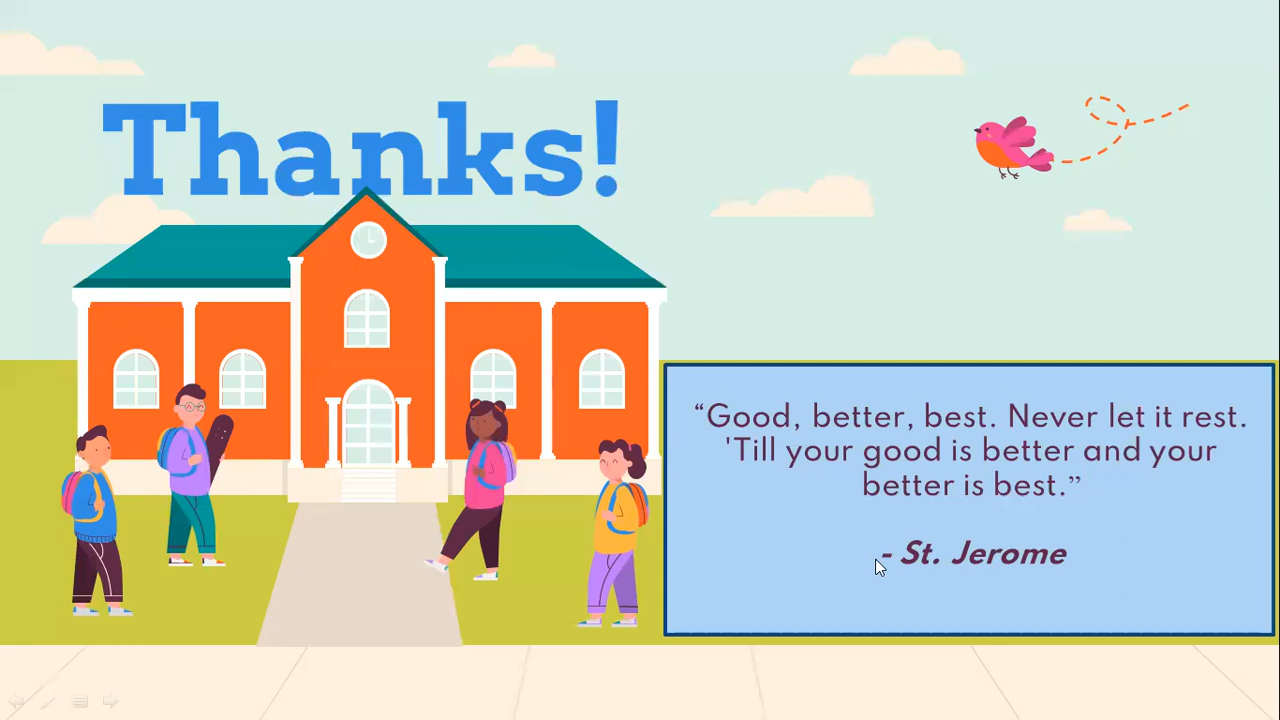 Thanks!
“Good, better, best. Never let it rest.
'Till your good is better and your
better is best.”
- St. Jerome